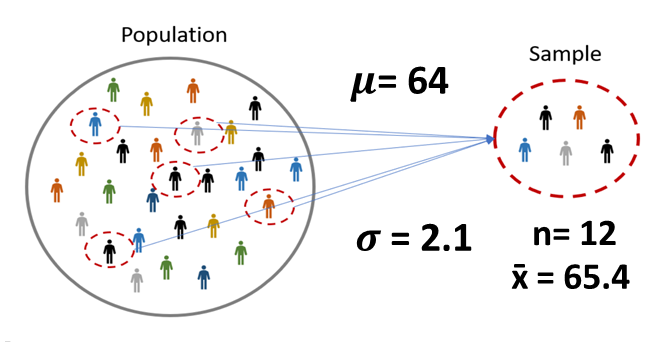 Population
Sample
μ= 64
σ = 2.1
n= 12
x̄ = 65.4